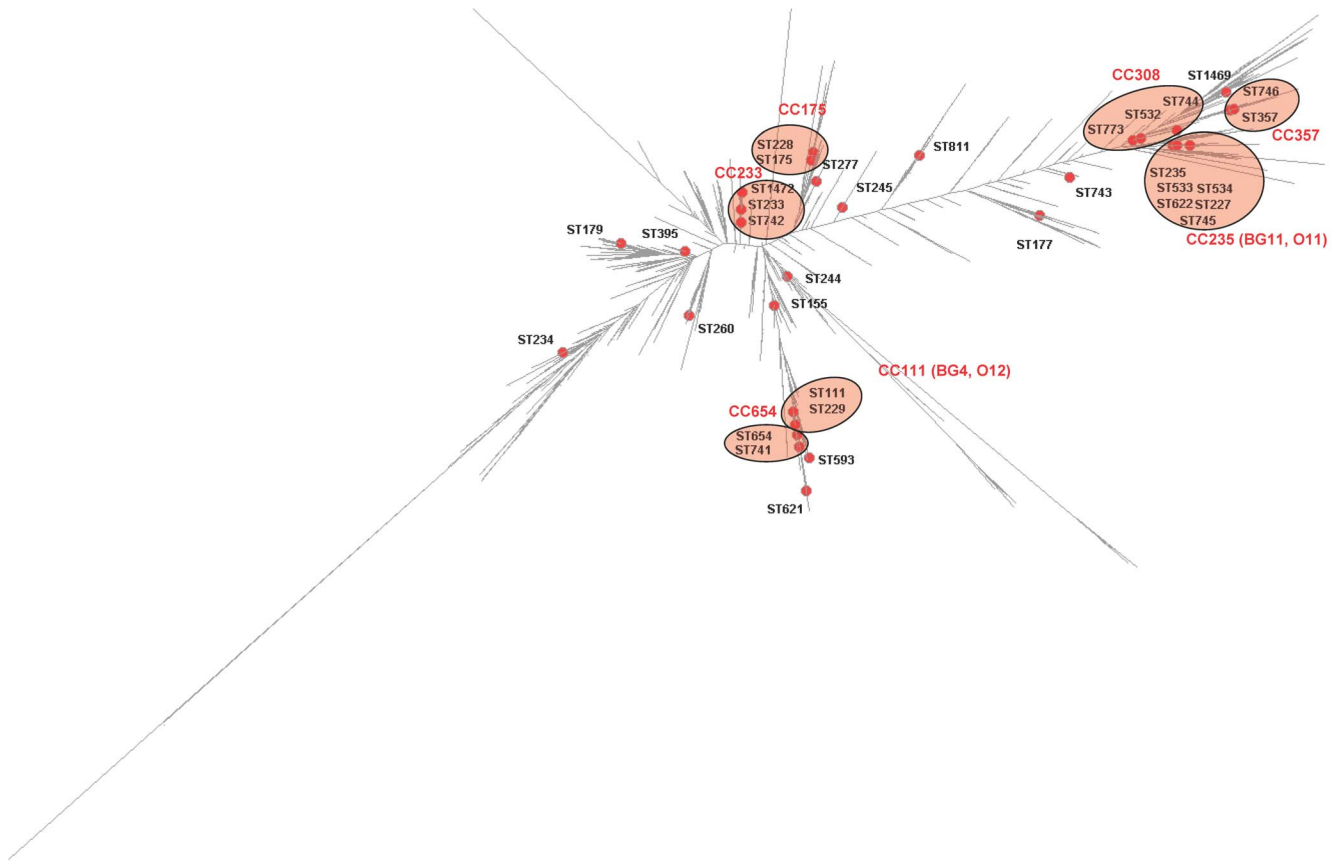 CC308
ST1469
ST746
ST357
CC357
ST744
ST532
ST773
CC175
ST228
ST175
ST277
ST811
CC233
ST1472
ST233
ST742
ST245
ST743
ST235
ST533 ST534
ST622 ST227
ST745
CC235 (BG11, O11)
ST177
ST179
ST395
ST244
ST155
ST260
ST234
CC111 (BG4, O12)
ST111
ST229
CC654
ST654
ST741
ST593
ST621